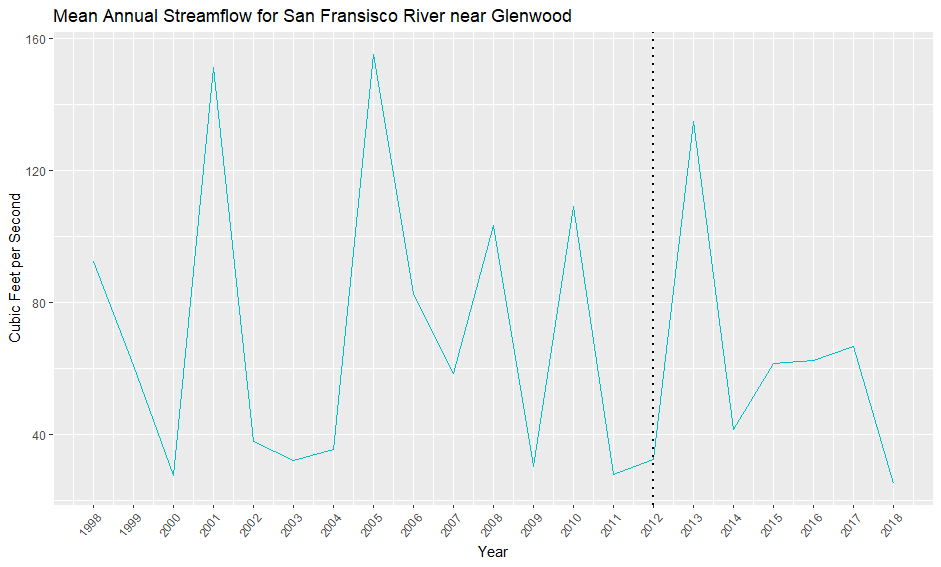 Mean Annual Streamflow for San Fransisco River near Glenwood
160
120
80
40
Cubic Feet per Second
1998 1999 2000 2001 2002 2003 2004 2005 2006 2007 2008 2009 2010 2011 2012 2013 2014 2015 2016 2017 2018
Year